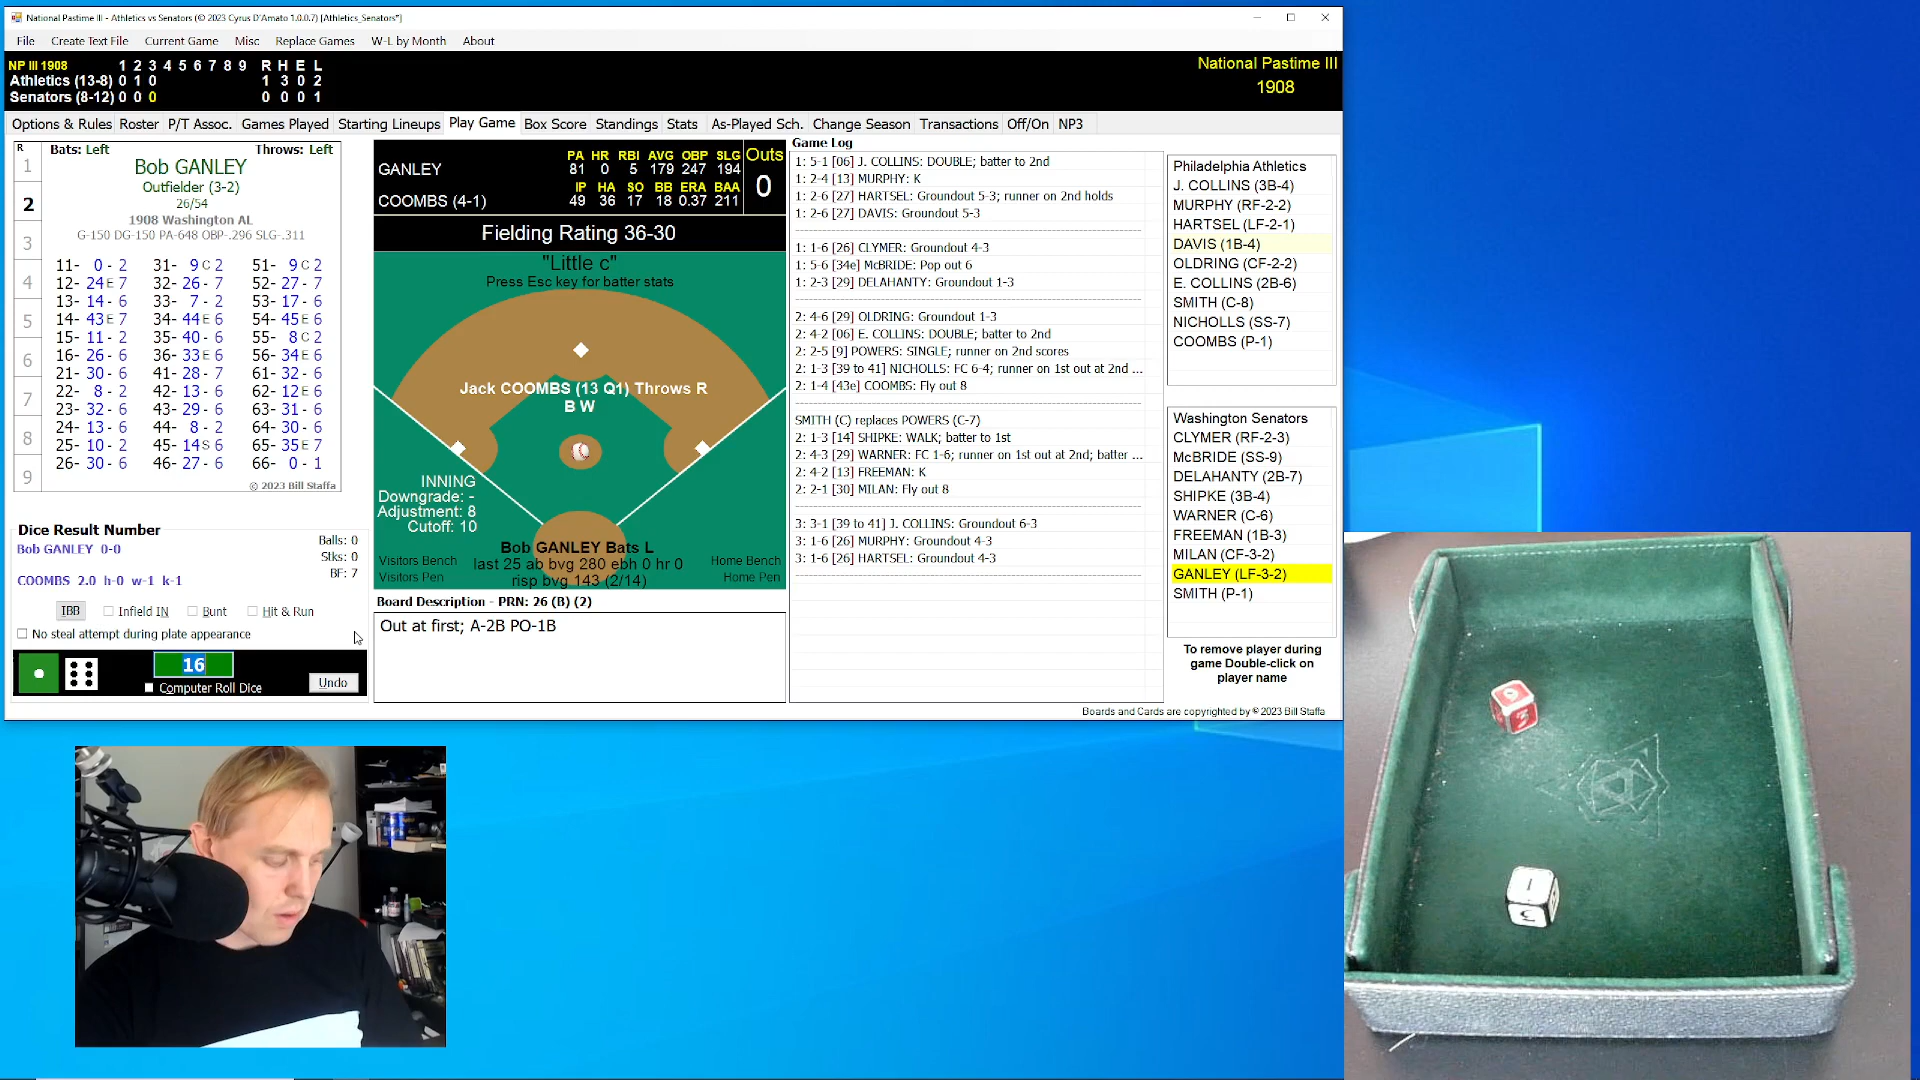 National Pastime III - Athletics vs Senators (© 2023 Cyrus D'Amato 1.0.0.7) [Athletics_Senators*]
File Create Text File Current Game Misc Replace Games W-L by Month About
NP III 1908 1 2 3 4 5 6 7 8 9 R H E L
Athletics (13-8) 0 1 0 1 3 0 2
Senators (8-12) 0 0 0 0 0 0 1
National Pastime III
1908
Options & Rules Roster P/T Assoc. Games Played Starting Lineups Play Game Box Score Standings Stats As-Played Sch. Change Season Transactions Off/On NP3
R
1
2
3
4
5
6
7
8
9
Bats: Left Throws: Left
Bob GANLEY
Outfielder (3-2)
26/54
1908 Washington AL
G-150 DG-150 PA-648 OBP-.296 SLG-.311
11- 0 - 2 31- 9 C 2 51- 9 C 2
12- 24 E 7 32- 26 - 7 52- 27 - 7
13- 14 - 6 33- 7 - 2 53- 17 - 6
14- 43 E 7 34- 44 E 6 54- 45 E 6
15- 11 - 2 35- 40 - 6 55- 8 C 2
16- 26 - 6 36- 33 E 6 56- 34 E 6
21- 30 - 6 41- 28 - 7 61- 32 - 6
22- 8 - 2 42- 13 - 6 62- 12 E 6
23- 32 - 6 43- 29 - 6 63- 31 - 6
24- 13 - 6 44- 8 - 2 64- 30 - 6
25- 10 - 2 45- 14 S 6 65- 35 E 7
26- 30 - 6 46- 27 - 6 66- 0 - 1
© 2023 Bill Staffa
Dice Result Number
Bob GANLEY 0-0
COOMBS 2.0 h-0 w-1 k-1
Balls: 0
Stks: 0
BF: 7
IBB Infield IN Bunt Hit & Run
No steal attempt during plate appearance
16
Computer Roll Dice
Undo
PA HR RBI AVG OBP SLG
GANLEY 81 0 5 179 247 194
IP HA SO BB ERA BAA
COOMBS (4-1) 49 36 17 18 0.37 211
Outs
0
Fielding Rating 36-30
"Little c"
Press Esc key for batter stats
Jack COOMBS (13 Q1) Throws R
B W
INNING
Downgrade: -
Adjustment: 8
Cutoff: 10
Bob GANLEY Bats L
last 25 ab bvg 280 ebh 0 hr 0
risp bvg 143 (2/14)
Visitors Bench
Visitors Pen
Home Bench
Home Pen
Board Description - PRN: 26 (B) (2)
Out at first; A-2B PO-1B
Game Log
1: 5-1 [06] J. COLLINS: DOUBLE; batter to 2nd
1: 2-4 [13] MURPHY: K
1: 2-6 [27] HARTSEL: Groundout 5-3; runner on 2nd holds
1: 2-6 [27] DAVIS: Groundout 5-3
1: 1-6 [26] CLYMER: Groundout 4-3
1: 5-6 [34e] McBRIDE: Pop out 6
1: 2-3 [29] DELAHANTY: Groundout 1-3
2: 4-6 [29] OLDRING: Groundout 1-3
2: 4-2 [06] E. COLLINS: DOUBLE; batter to 2nd
2: 2-5 [9] POWERS: SINGLE; runner on 2nd scores
2: 1-3 [39 to 41] NICHOLLS: FC 6-4; runner on 1st out at 2nd ...
2: 1-4 [43e] COOMBS: Fly out 8
SMITH (C) replaces POWERS (C-7)
2: 1-3 [14] SHIPKE: WALK; batter to 1st
2: 4-3 [29] WARNER: FC 1-6; runner on 1st out at 2nd; batter ...
2: 4-2 [13] FREEMAN: K
2: 2-1 [30] MILAN: Fly out 8
3: 3-1 [39 to 41] J. COLLINS: Groundout 6-3
3: 1-6 [26] MURPHY: Groundout 4-3
3: 1-6 [26] HARTSEL: Groundout 4-3
Philadelphia Athletics
J. COLLINS (3B-4)
MURPHY (RF-2-2)
HARTSEL (LF-2-1)
DAVIS (1B-4)
OLDRING (CF-2-2)
E. COLLINS (2B-6)
SMITH (C-8)
NICHOLLS (SS-7)
COOMBS (P-1)
Washington Senators
CLYMER (RF-2-3)
McBRIDE (SS-9)
DELAHANTY (2B-7)
SHIPKE (3B-4)
WARNER (C-6)
FREEMAN (1B-3)
MILAN (CF-3-2)
GANLEY (LF-3-2)
SMITH (P-1)
To remove player during
game Double-click on
player name
Boards and Cards are copyrighted by © 2023 Bill Staffa